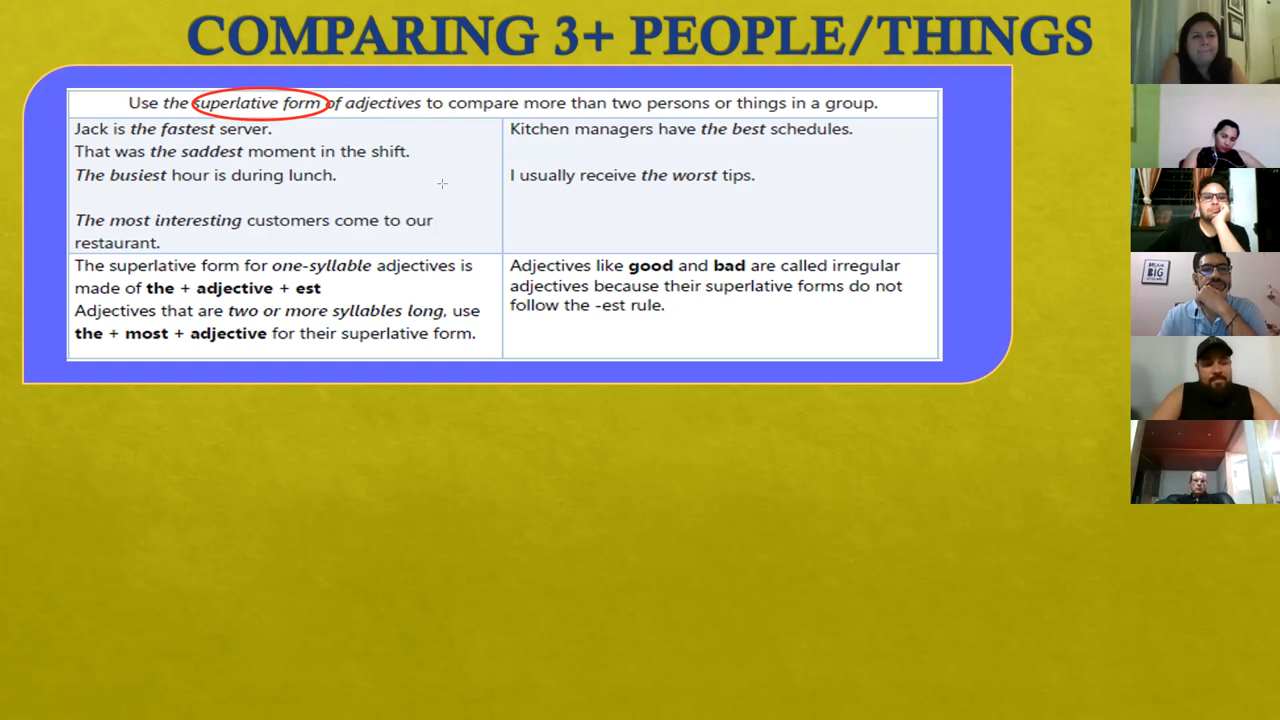 COMPARING 3+ PEOPLE/THINGS
Use the superlative form of adjectives to compare more than two persons or things in a group.
Jack is the fastest server.
That was the saddest moment in the shift.
The busiest hour is during lunch.
The most interesting customers come to our
restaurant.
Kitchen managers have the best schedules.
I usually receive the worst tips.
The superlative form for one-syllable adjectives is
made of the + adjective + est
Adjectives that are two or more syllables long, use
the + most + adjective for their superlative form.
Adjectives like good and bad are called irregular
adjectives because their superlative forms do not
follow the -est rule.
DREAM
BIG